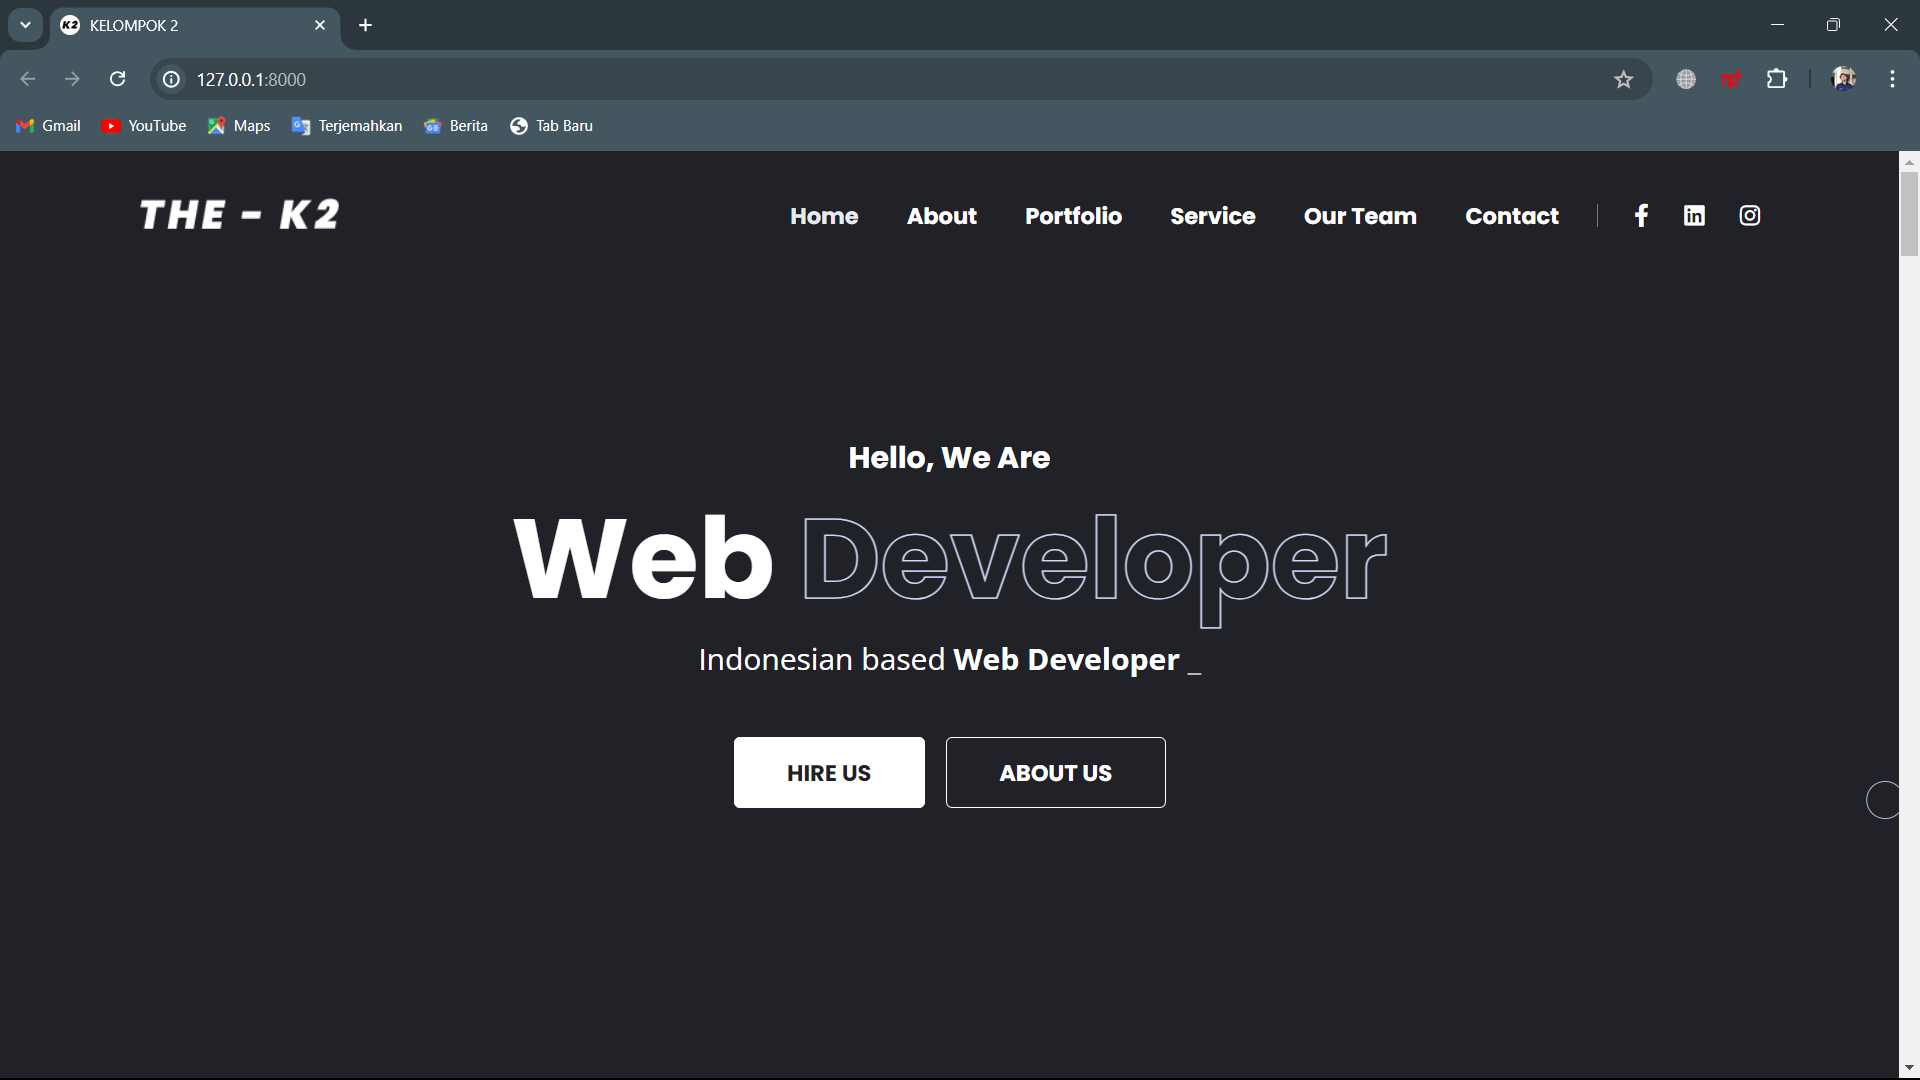 K2 KELOMPOK 2
127.0.0.1:8000
Gmail YouTube Maps Terjemahkan Berita Tab Baru
THE - K2 Home About Portfolio Service Our Team Contact
Hello, We Are
Web Developer
Indonesian based Web Developer _
HIRE US ABOUT US